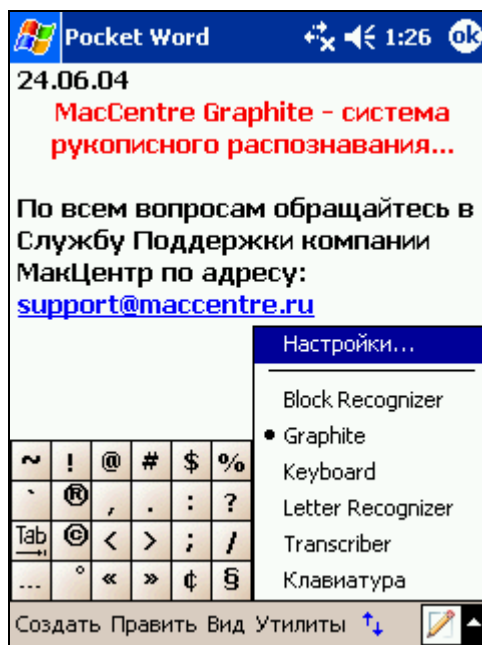 Pocket Word 1:26 ok
24.06.04
MacCentre Graphite - система
рукописного распознавания...
По всем вопросам обращайтесь в
Службу Поддержки компании
МакЦентр по адресу:
support@maccentre.ru
Настройки...
Block Recognizer
Graphite
Keyboard
Letter Recognizer
Transcriber
Клавиатура
~ ! @ # $ %
` ® , . : ?
Tab © < > ; /
... ° « » ¢ §
Создать Править Вид Утилиты